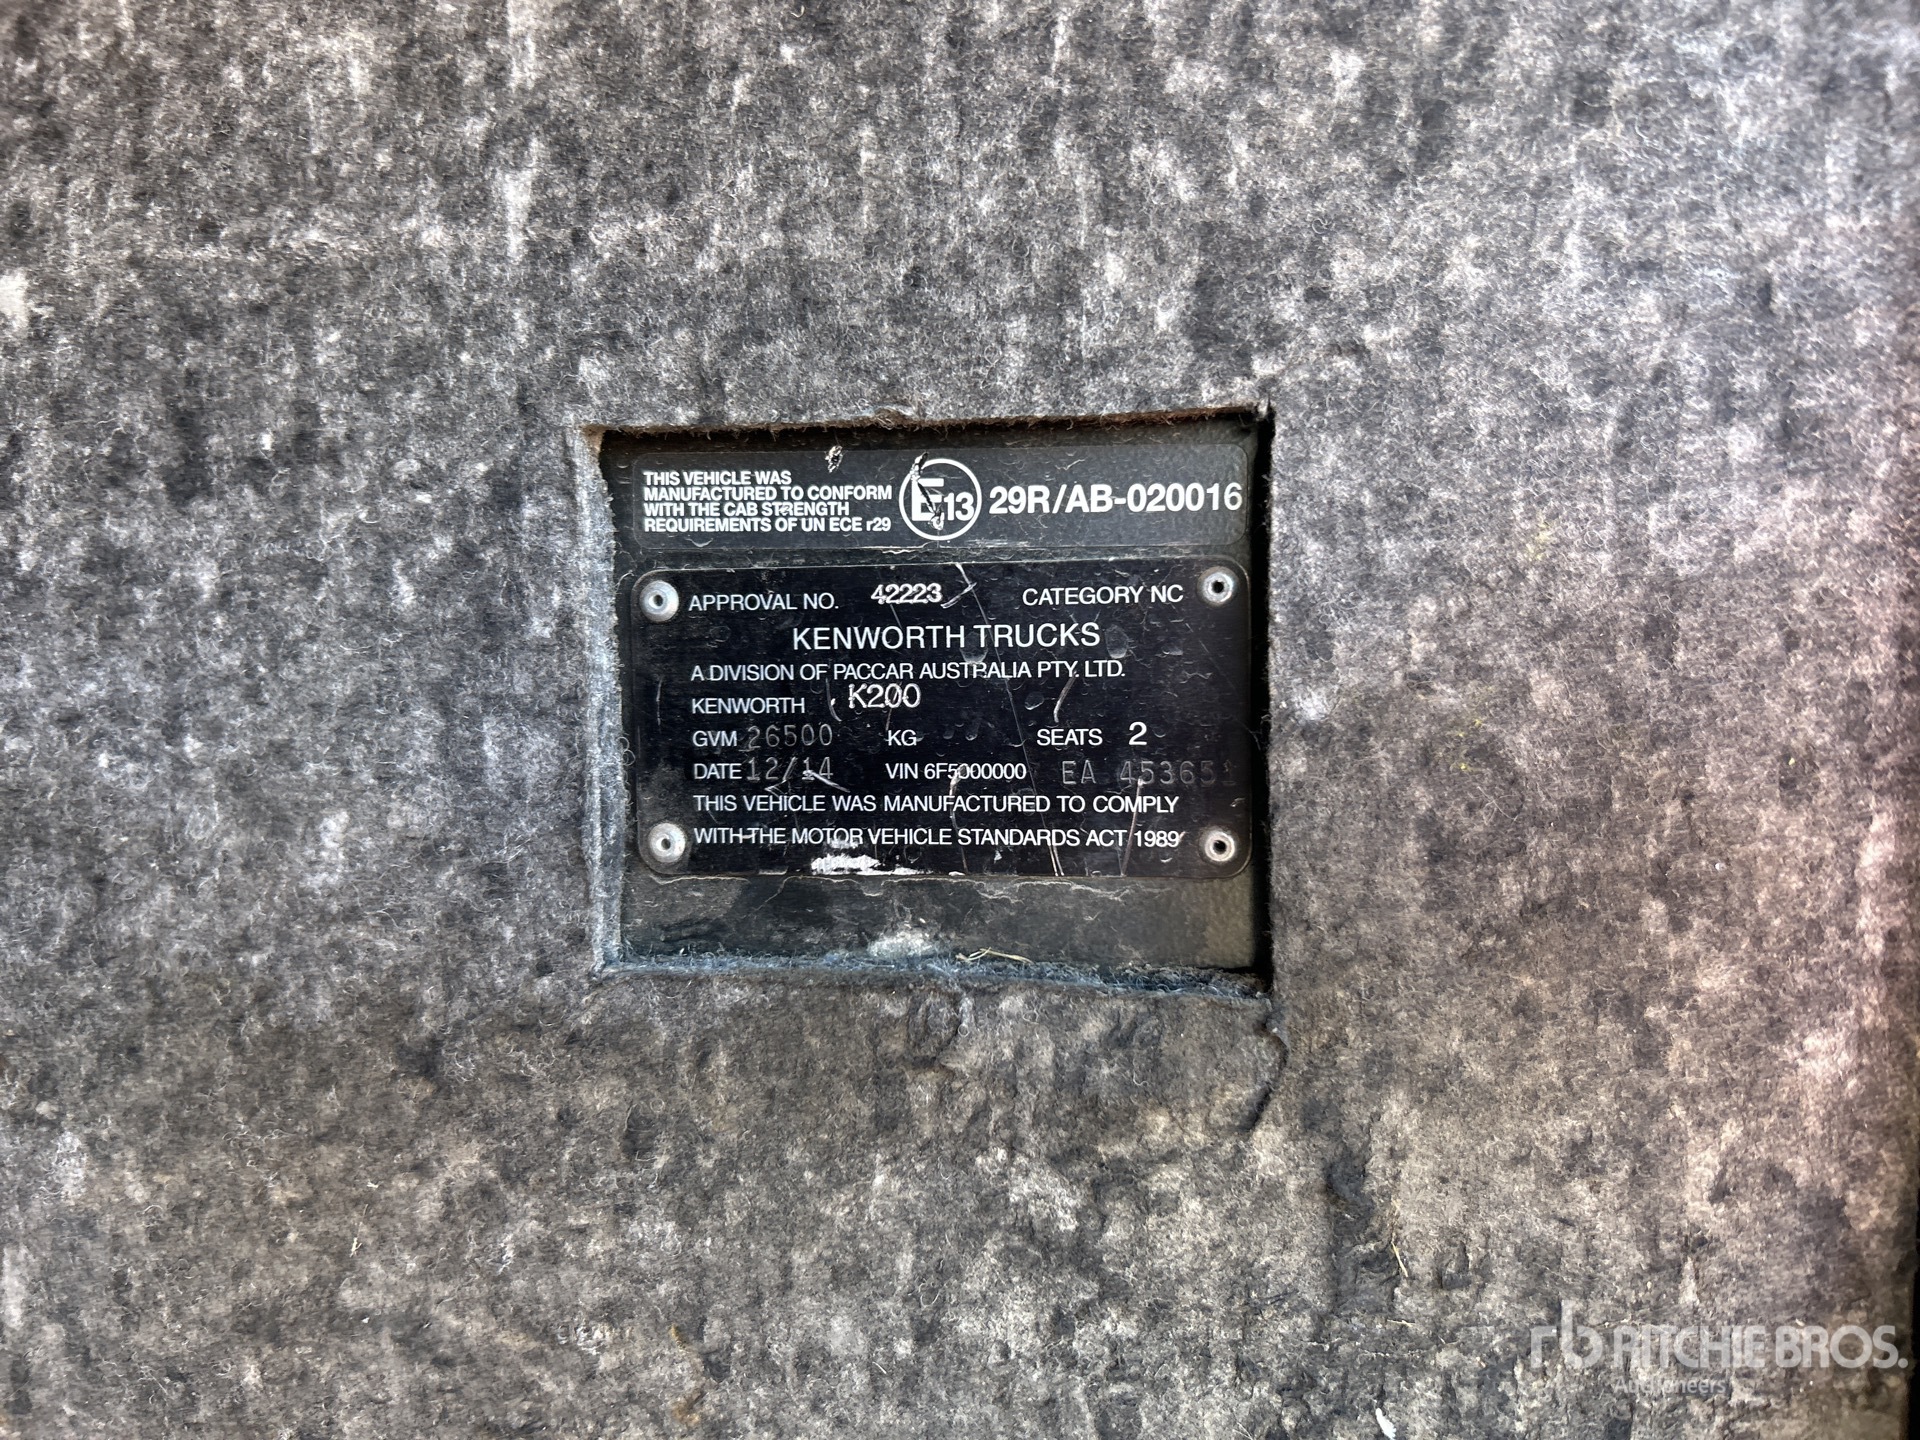 THIS VEHICLE WAS
MANUFACTURED TO CONFORM
WITH THE CAB STRENGTH
REQUIREMENTS OF UN ECE r29
E13 29R/AB-020016
APPROVAL NO. 42223 CATEGORY NC
KENWORTH TRUCKS
A DIVISION OF PACCAR AUSTRALIA PTY. LTD.
KENWORTH K200
GVM 26500 KG SEATS 2
DATE 12/14 VIN 6F5000000 EA 453651
THIS VEHICLE WAS MANUFACTURED TO COMPLY
WITH THE MOTOR VEHICLE STANDARDS ACT 1989
rb RITCHIE BROS.
Auctioneers